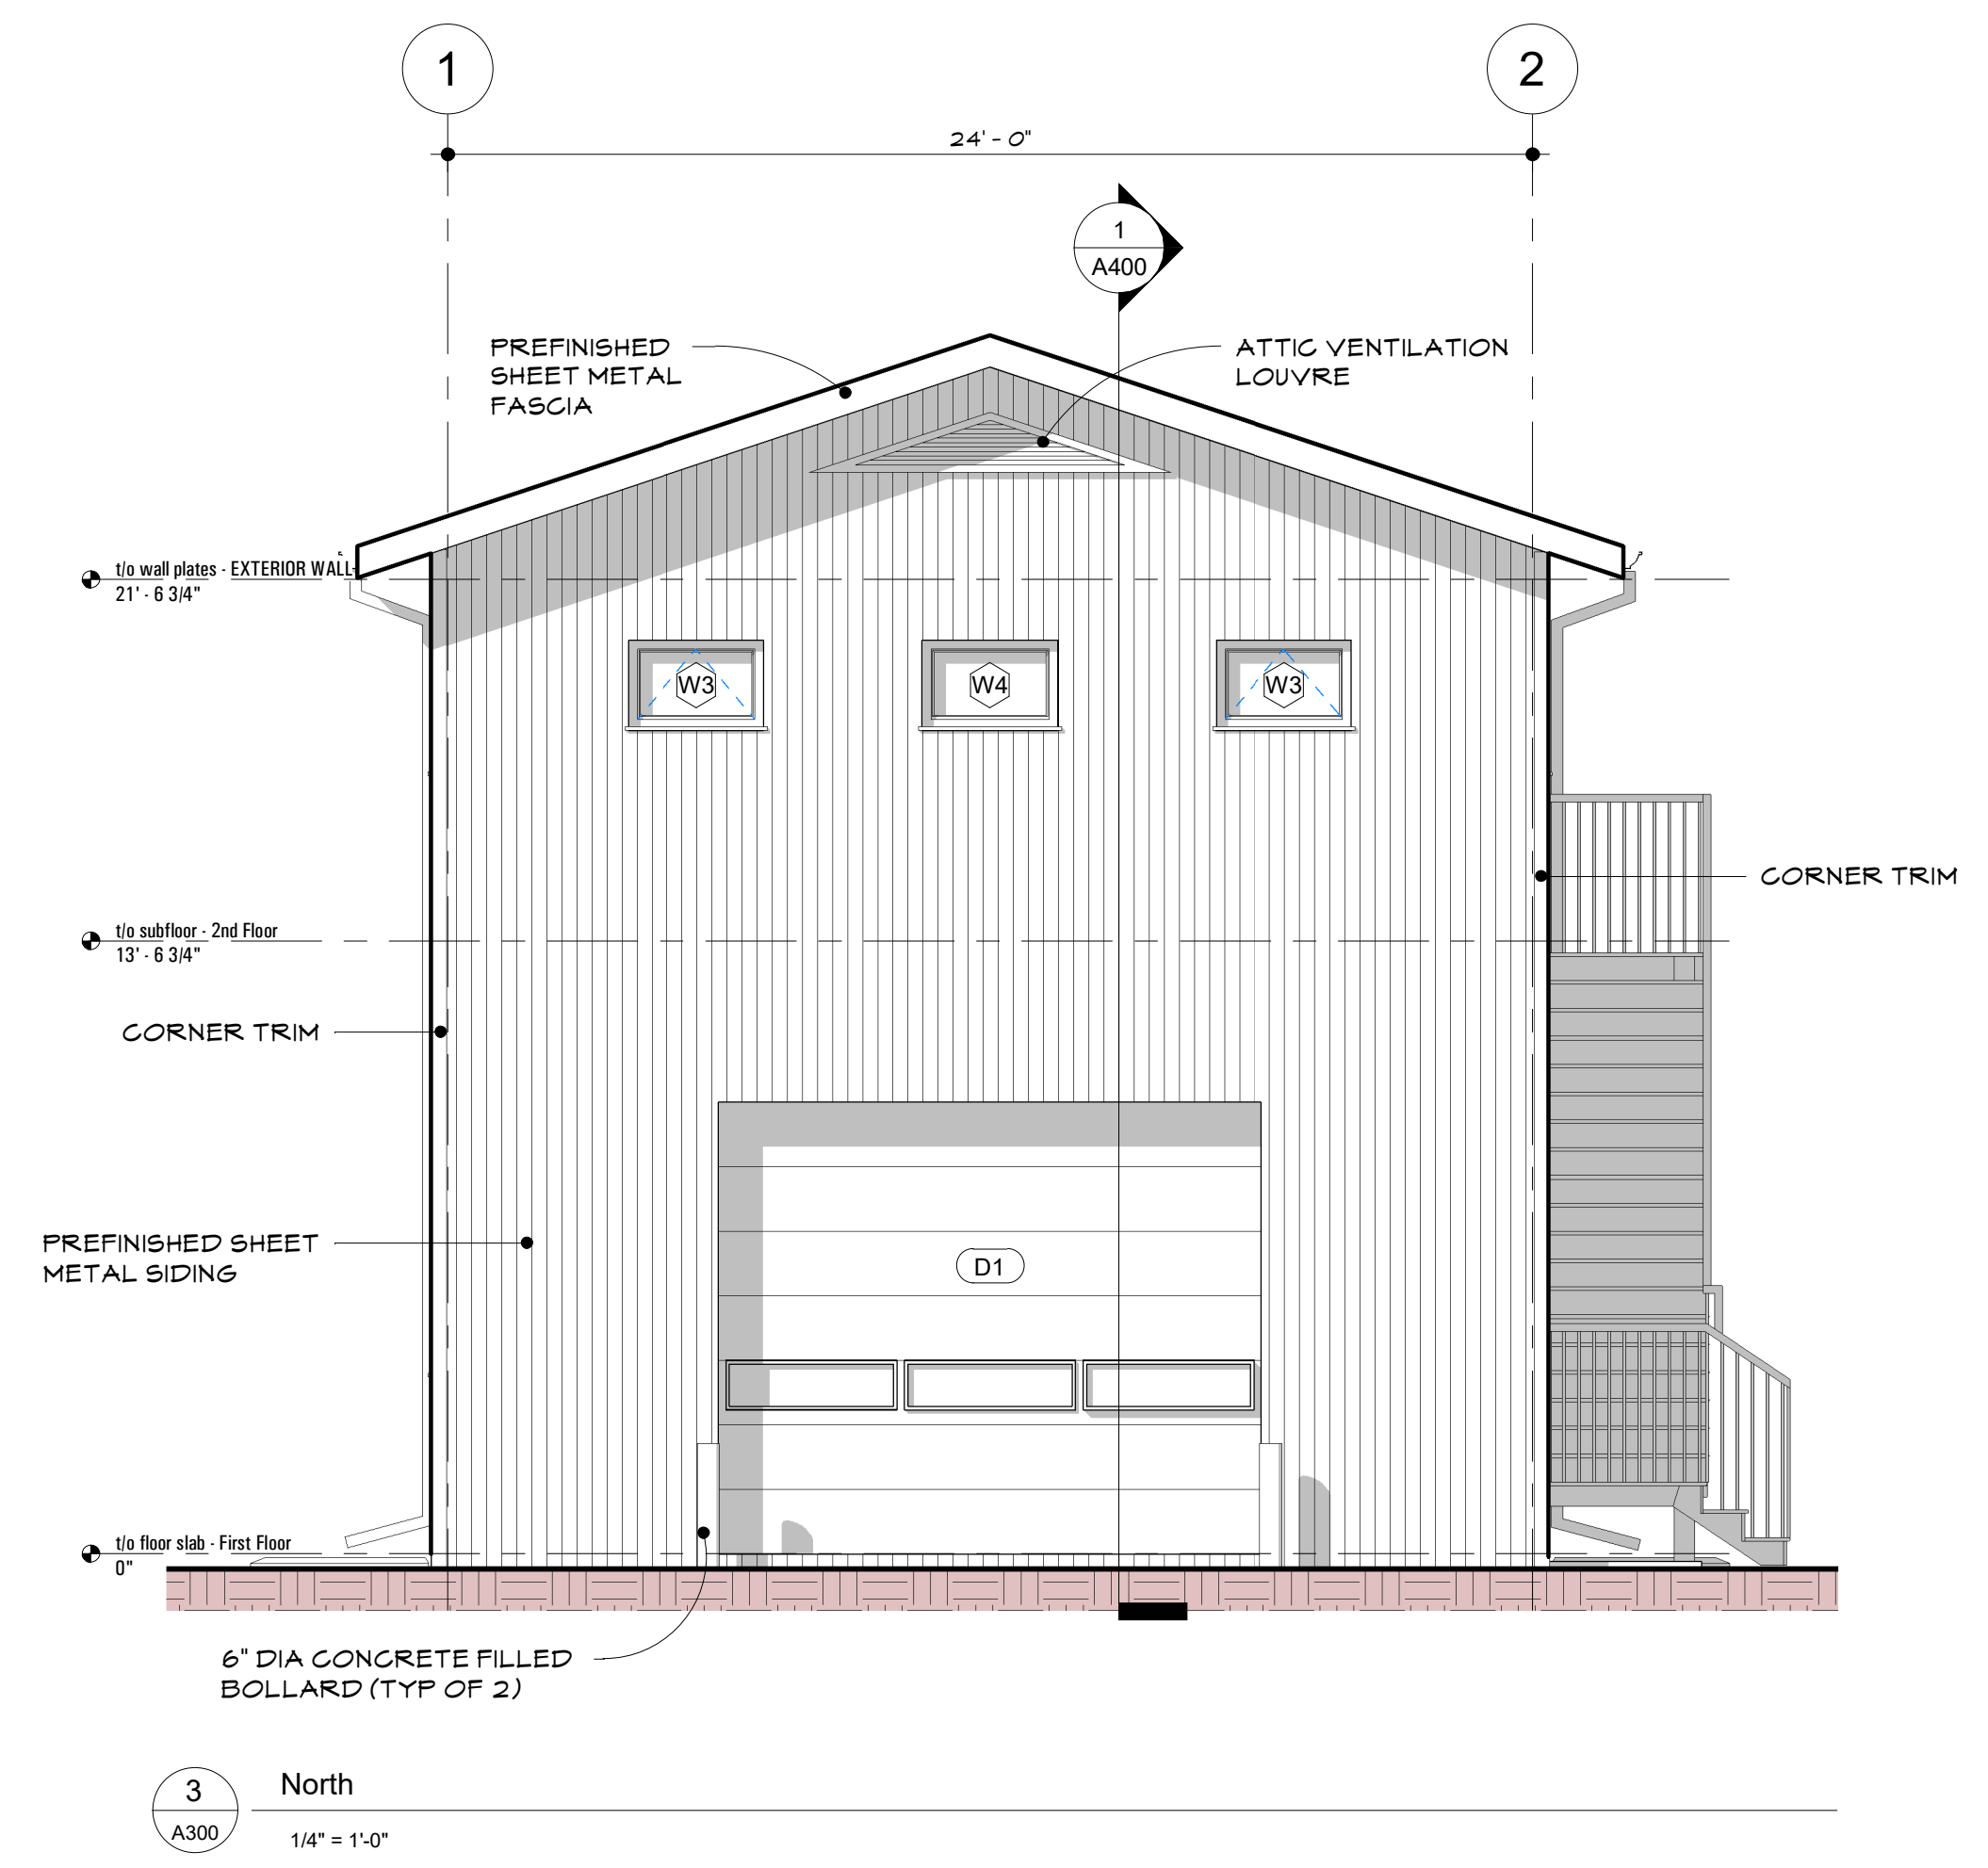 1
2
24' - 0"
1
A400
PREFINISHED
SHEET METAL
FASCIA
ATTIC VENTILATION
LOUVRE
t/o wall plates - EXTERIOR WALL
21' - 6 3/4"
W3
W4
W3
CORNER TRIM
t/o subfloor - 2nd Floor
13' - 6 3/4"
CORNER TRIM
PREFINISHED SHEET
METAL SIDING
D1
t/o floor slab - First Floor
0"
6" DIA CONCRETE FILLED
BOLLARD (TYP OF 2)
3
A300
North
1/4" = 1'-0"